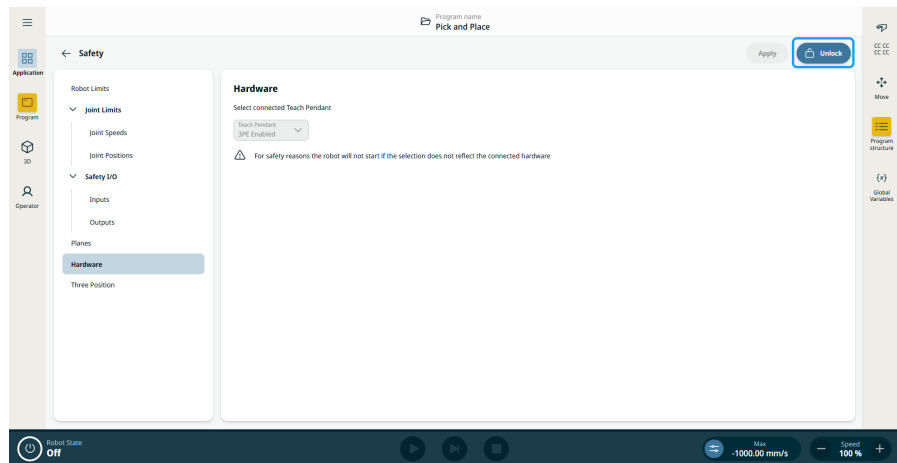 Program name
Pick and Place
Safety
Apply
Unlock
Application
Program
3D
Operator
Robot Limits
Joint Limits
Joint Speeds
Joint Positions
Safety I/O
Inputs
Outputs
Planes
Hardware
Three Position
Hardware
Select connected Teach Pendant
Teach Pendant
3PE Enabled
For safety reasons the robot will not start if the selection does not reflect the connected hardware
CC CC
CC CC
Move
Program
structure
{x}
Global
Variables
Robot State
Off
Max
-1000.00 mm/s
Speed
100 %